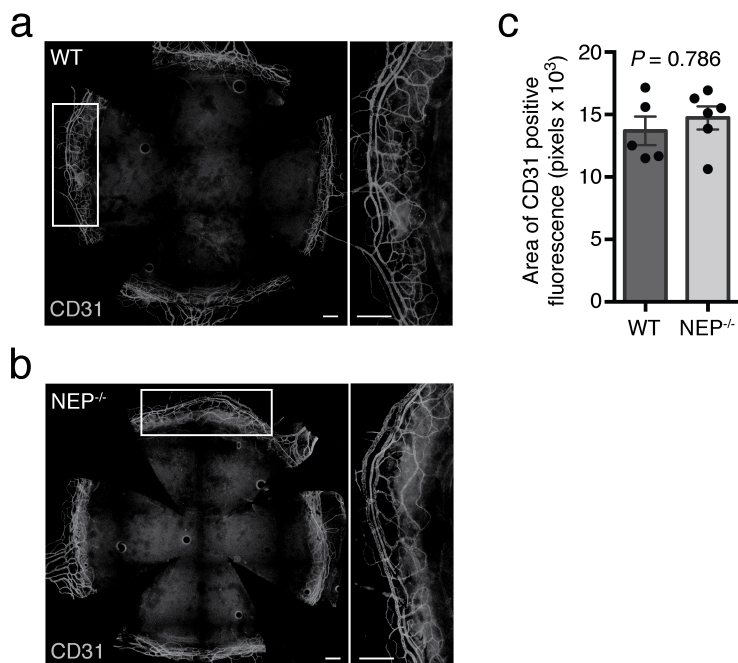 a
WT
CD31
b
NEP-/-
CD31
c
P = 0.786
Area of CD31 positive
fluorescence (pixels x 10³)
20
15
10
5
0
WT
NEP-/-